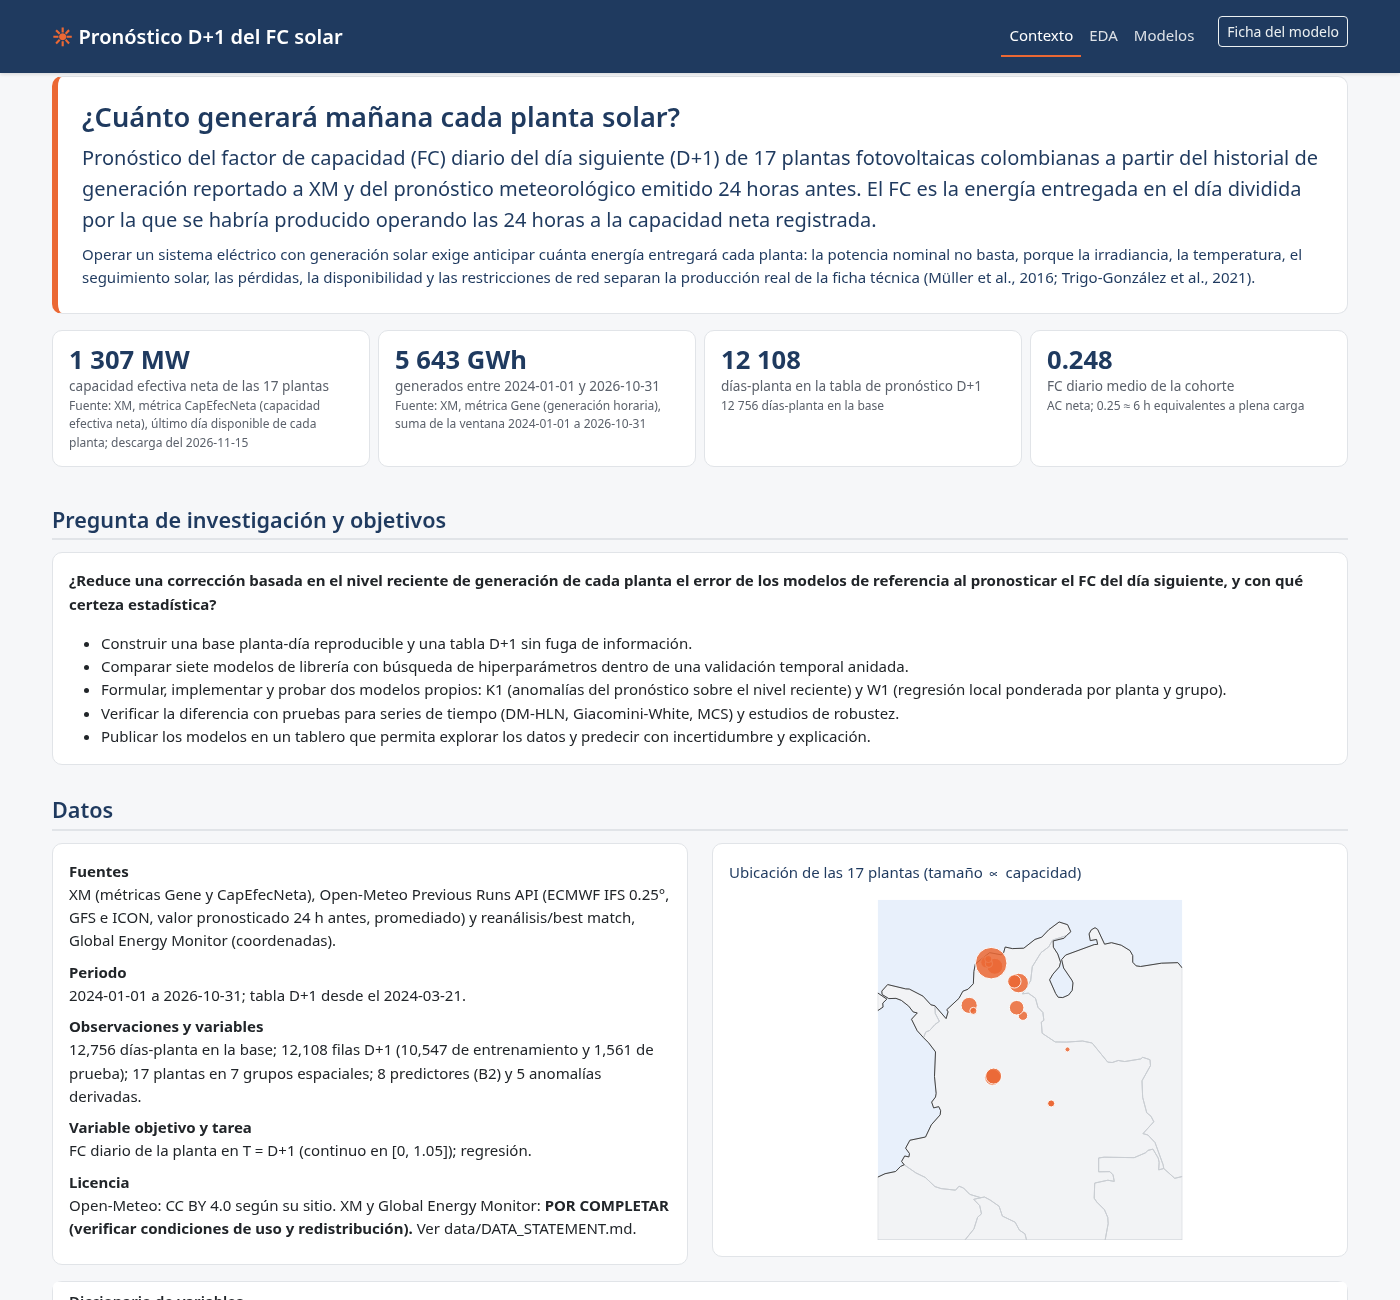 Pronóstico D+1 del FC solar
Contexto
EDA
Modelos
Ficha del modelo
¿Cuánto generará mañana cada planta solar?
Pronóstico del factor de capacidad (FC) diario del día siguiente (D+1) de 17 plantas fotovoltaicas colombianas a partir del historial de
generación reportado a XM y del pronóstico meteorológico emitido 24 horas antes. El FC es la energía entregada en el día dividida
por la que se habría producido operando las 24 horas a la capacidad neta registrada.
Operar un sistema eléctrico con generación solar exige anticipar cuánta energía entregará cada planta: la potencia nominal no basta, porque la irradiancia, la temperatura, el
seguimiento solar, las pérdidas, la disponibilidad y las restricciones de red separan la producción real de la ficha técnica (Müller et al., 2016; Trigo-González et al., 2021).
1 307 MW
capacidad efectiva neta de las 17 plantas
Fuente: XM, métrica CapEfecNeta (capacidad
efectiva neta), último día disponible de cada
planta; descarga del 2026-11-15
5 643 GWh
generados entre 2024-01-01 y 2026-10-31
Fuente: XM, métrica Gene (generación horaria),
suma de la ventana 2024-01-01 a 2026-10-31
12 108
días-planta en la tabla de pronóstico D+1
12 756 días-planta en la base
0.248
FC diario medio de la cohorte
AC neta; 0.25 ≈ 6 h equivalentes a plena carga
Pregunta de investigación y objetivos
¿Reduce una corrección basada en el nivel reciente de generación de cada planta el error de los modelos de referencia al pronosticar el FC del día siguiente, y con qué
certeza estadística?
• Construir una base planta-día reproducible y una tabla D+1 sin fuga de información.
• Comparar siete modelos de librería con búsqueda de hiperparámetros dentro de una validación temporal anidada.
• Formular, implementar y probar dos modelos propios: K1 (anomalías del pronóstico sobre el nivel reciente) y W1 (regresión local ponderada por planta y grupo).
• Verificar la diferencia con pruebas para series de tiempo (DM-HLN, Giacomini-White, MCS) y estudios de robustez.
• Publicar los modelos en un tablero que permita explorar los datos y predecir con incertidumbre y explicación.
Datos
Fuentes
XM (métricas Gene y CapEfecNeta), Open-Meteo Previous Runs API (ECMWF IFS 0.25°,
GFS e ICON, valor pronosticado 24 h antes, promediado) y reanálisis/best match,
Global Energy Monitor (coordenadas).
Periodo
2024-01-01 a 2026-10-31; tabla D+1 desde el 2024-03-21.
Observaciones y variables
12,756 días-planta en la base; 12,108 filas D+1 (10,547 de entrenamiento y 1,561 de
prueba); 17 plantas en 7 grupos espaciales; 8 predictores (B2) y 5 anomalías
derivadas.
Variable objetivo y tarea
FC diario de la planta en T = D+1 (continuo en [0, 1.05]); regresión.
Licencia
Open-Meteo: CC BY 4.0 según su sitio. XM y Global Energy Monitor: POR COMPLETAR
(verificar condiciones de uso y redistribución). Ver data/DATA_STATEMENT.md.
Ubicación de las 17 plantas (tamaño ∝ capacidad)
Diccionario de variables